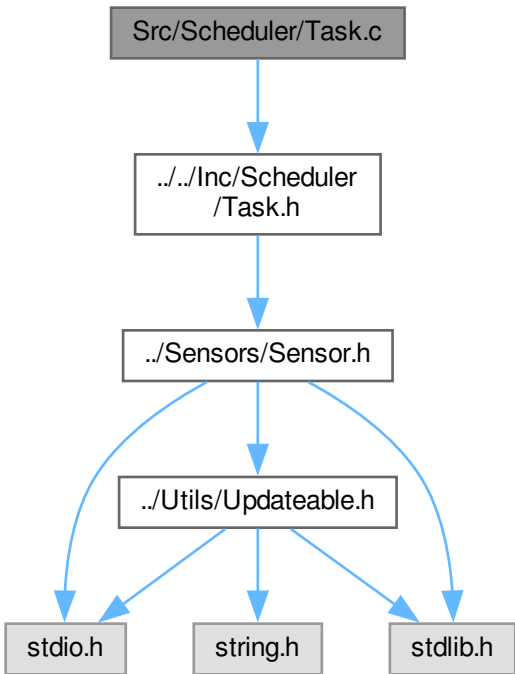 Src/Scheduler/Task.c
../../Inc/Scheduler
/Task.h
../Sensors/Sensor.h
../Utils/Updateable.h
stdio.h
string.h
stdlib.h